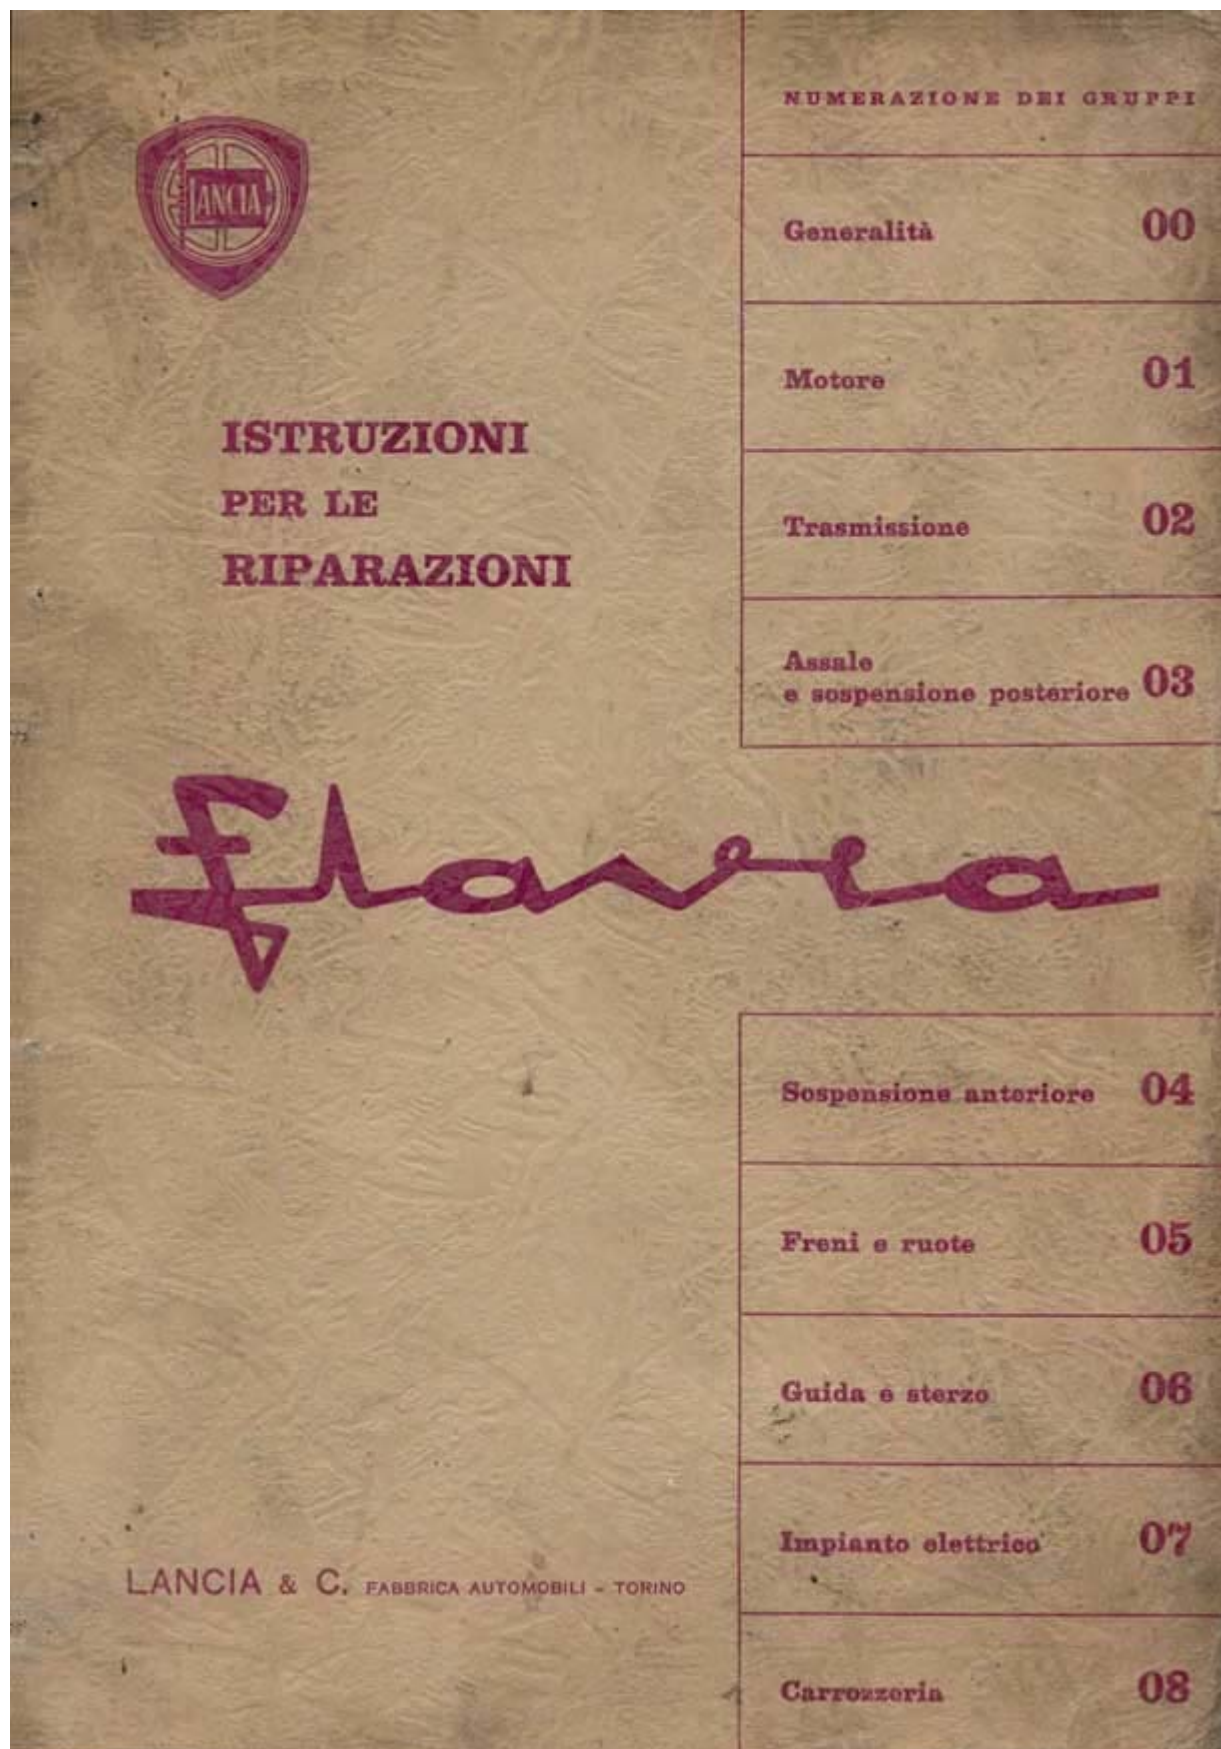 LANCIA
ISTRUZIONI
PER LE
RIPARAZIONI
Flavia
LANCIA & C. FABBRICA AUTOMOBILI - TORINO
NUMERAZIONE DEI GRUPPI
Generalità 00
Motore 01
Trasmissione 02
Assale
e sospensione posteriore 03
Sospensione anteriore 04
Freni e ruote 05
Guida e sterzo 06
Impianto elettrico 07
Carrozzeria 08